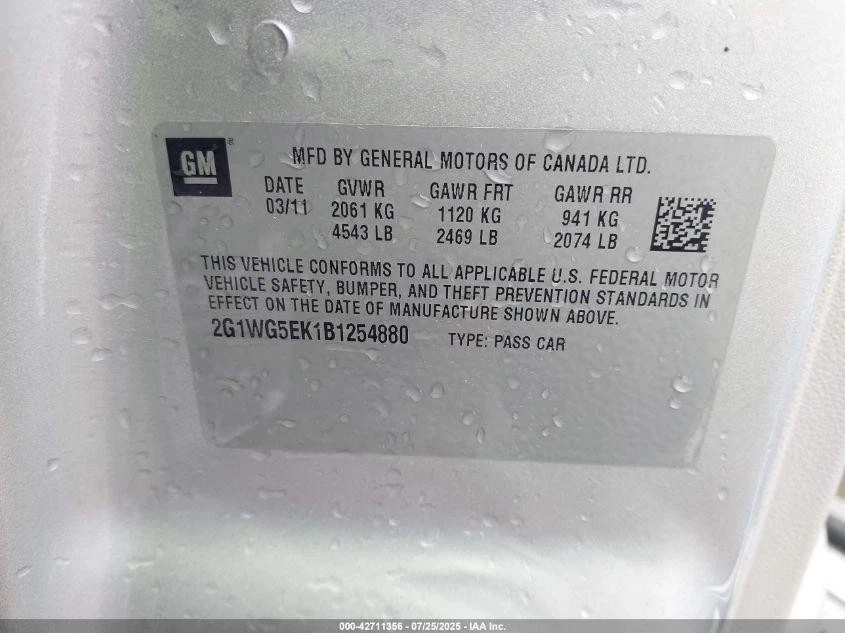 GM ®
MFD BY GENERAL MOTORS OF CANADA LTD.
DATE GVWR GAWR FRT GAWR RR
03/11 2061 KG 1120 KG 941 KG
4543 LB 2469 LB 2074 LB
THIS VEHICLE CONFORMS TO ALL APPLICABLE U.S. FEDERAL MOTOR
VEHICLE SAFETY, BUMPER, AND THEFT PREVENTION STANDARDS IN
EFFECT ON THE DATE OF MANUFACTURE SHOWN ABOVE.
2G1WG5EK1B1254880 TYPE: PASS CAR
000-42711356 - 07/25/2025 - IAA Inc.